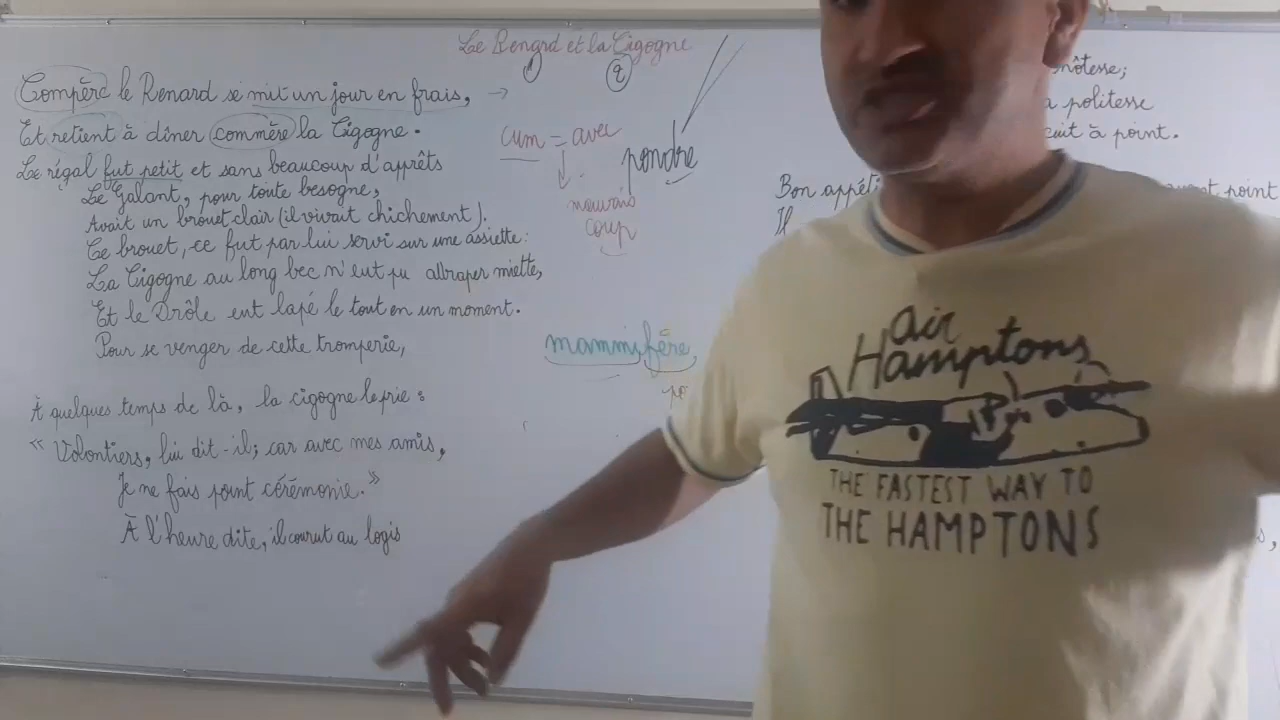 Le Renard et la Cigogne
1 2
Compère le Renard se mit un jour en frais,
Et retient à dîner commère la Cigogne.
Le régal fut petit et sans beaucoup d'apprêts
Le Galant, pour toute besogne,
Avait un brouet clair (il vivait chichement).
Ce brouet, ce fut par lui servi sur une assiette:
La Cigogne au long bec n'eut pu attraper miette,
Et le Drôle eut lapé le tout en un moment.
Pour se venger de cette tromperie,
À quelques temps de là, la cigogne le prie:
« Volontiers, lui dit-il; car avec mes amis,
Je ne fais point cérémonie. »
À l'heure dite, il courut au logis
cum = avec
mauvais
coup
pondre
mammifère
hôtesse;
politesse
cuit à point.
Bon appéti
point
Il
air
Hamptons
THE FASTEST WAY TO
THE HAMPTONS